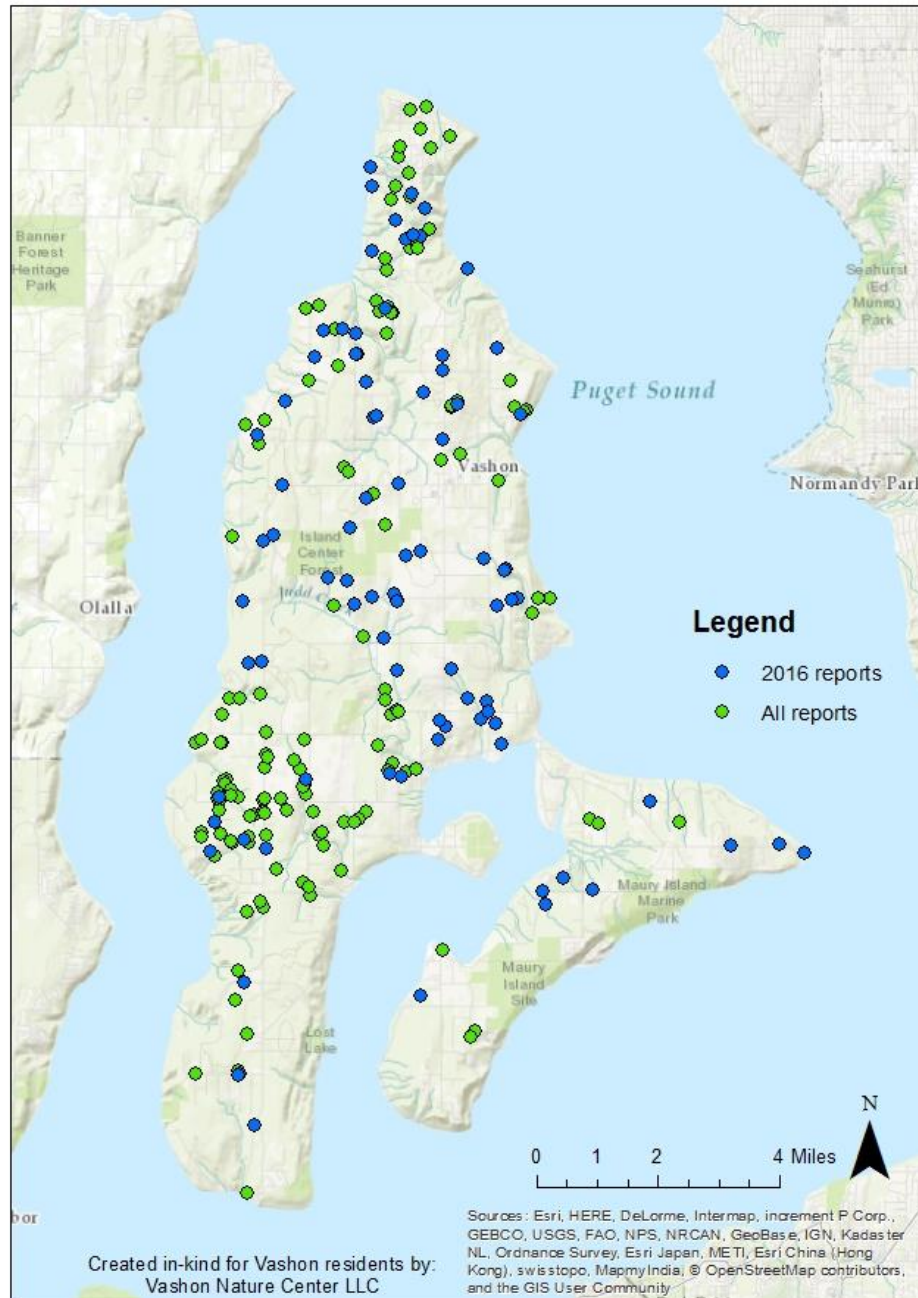 Banner
Forest
Heritage
Park
Seahurst
(Ed
Munro)
Park
Puget Sound
Vashon
Normandy Park
Island
Center
Forest
Judd Creek
Olalla
Legend
2016 reports
All reports
Maury Island
Marine
Park
Maury
Island
Site
Lost
Lake
N
0 1 2 4 Miles
bor
Sources: Esri, HERE, DeLorme, Intermap, increment P Corp.,
GEBCO, USGS, FAO, NPS, NRCAN, GeoBase, IGN, Kadaster
NL, Ordnance Survey, Esri Japan, METI, Esri China (Hong
Kong), swisstopo, MapmyIndia, © OpenStreetMap contributors,
and the GIS User Community
Created in-kind for Vashon residents by:
Vashon Nature Center LLC